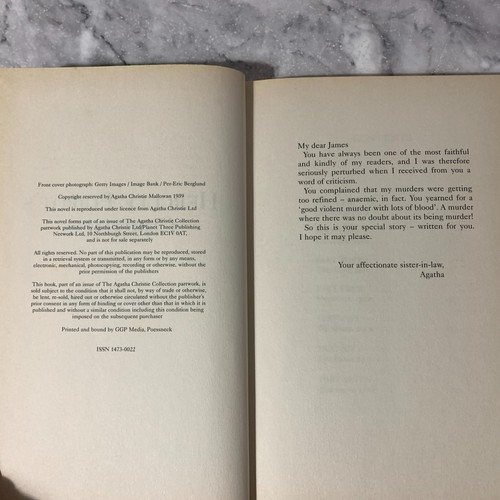 From cover photograph: Getty Images / Image Bank / Per-Eric Berglund
Copyright reserved by Agatha Christie Mallowan 1939
This novel is reproduced under licence from Agatha Christie Ltd
This novel forms part of an issue of The Agatha Christie Collection
partwork published by Agatha Christie Ltd/Planet Three Publishing
Network Ltd, 10 Northburgh Street, London EC1V 0AT,
and is not for sale separately
All rights reserved. No part of this publication may be reproduced, stored
in a retrieval system or transmitted, in any form or by any means,
electronic, mechanical, photocopying, recording or otherwise, without the
prior permission of the publishers
This book, part of an issue of The Agatha Christie Collection partwork, is
sold subject to the condition that it shall not, by way of trade or otherwise,
be lent, re-sold, hired out or otherwise circulated without the publisher's
prior consent in any form of binding or cover other than that in which it is
published and without a similar condition including this condition being
imposed on the subsequent purchaser
Printed and bound by GGP Media, Poessneck
ISSN 1473-0022
My dear James
You have always been one of the most faithful
and kindly of my readers, and I was therefore
seriously perturbed when I received from you a
word of criticism.
You complained that my murders were getting
too refined – anaemic, in fact. You yearned for a
'good violent murder with lots of blood'. A murder
where there was no doubt about its being murder!
So this is your special story – written for you.
I hope it may please.
Your affectionate sister-in-law,
Agatha